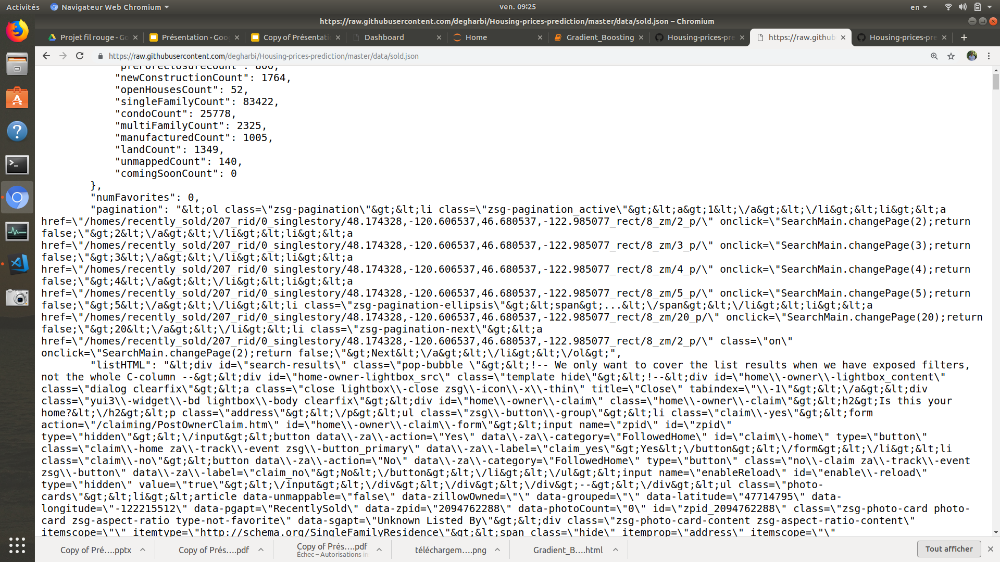 Activités
Navigateur Web Chromium
ven. 09:25
en
https://raw.githubusercontent.com/degharbi/Housing-prices-prediction/master/data/sold.json – Chromium
Projet fil rouge - Go
Présentation - Goo
Copy of Présentati
Dashboard
Home
Gradient_Boosting
Housing-prices-pre
https://raw.github
Housing-prices-pre
https://raw.githubusercontent.com/degharbi/Housing-prices-prediction/master/data/sold.json
"preForeclosureCount": 800,
"newConstructionCount": 1764,
"openHousesCount": 52,
"singleFamilyCount": 83422,
"condoCount": 25778,
"multiFamilyCount": 2325,
"manufacturedCount": 1005,
"landCount": 1349,
"unmappedCount": 140,
"comingSoonCount": 0
},
"numFavorites": 0,
"pagination": "&lt;ol class=\"zsg-pagination\"&gt;&lt;li class=\"zsg-pagination_active\"&gt;&lt;a&gt;1&lt;\/a&gt;&lt;\/li&gt;&lt;li&gt;&lt;a
href=\"/homes/recently_sold/207_rid/0_singlestory/48.174328,-120.606537,46.680537,-122.985077_rect/8_zm/2_p/\" onclick=\"SearchMain.changePage(2);return
false;\"&gt;2&lt;\/a&gt;&lt;\/li&gt;&lt;li&gt;&lt;a
href=\"/homes/recently_sold/207_rid/0_singlestory/48.174328,-120.606537,46.680537,-122.985077_rect/8_zm/3_p/\" onclick=\"SearchMain.changePage(3);return
false;\"&gt;3&lt;\/a&gt;&lt;\/li&gt;&lt;li&gt;&lt;a
href=\"/homes/recently_sold/207_rid/0_singlestory/48.174328,-120.606537,46.680537,-122.985077_rect/8_zm/4_p/\" onclick=\"SearchMain.changePage(4);return
false;\"&gt;4&lt;\/a&gt;&lt;\/li&gt;&lt;li&gt;&lt;a
href=\"/homes/recently_sold/207_rid/0_singlestory/48.174328,-120.606537,46.680537,-122.985077_rect/8_zm/5_p/\" onclick=\"SearchMain.changePage(5);return
false;\"&gt;5&lt;\/a&gt;&lt;\/li&gt;&lt;li class=\"zsg-pagination-ellipsis\"&gt;&lt;span&gt;...&lt;\/span&gt;&lt;\/li&gt;&lt;li&gt;&lt;a
href=\"/homes/recently_sold/207_rid/0_singlestory/48.174328,-120.606537,46.680537,-122.985077_rect/8_zm/20_p/\" onclick=\"SearchMain.changePage(20);return
false;\"&gt;20&lt;\/a&gt;&lt;\/li&gt;&lt;li class=\"zsg-pagination-next\"&gt;&lt;a
href=\"/homes/recently_sold/207_rid/0_singlestory/48.174328,-120.606537,46.680537,-122.985077_rect/8_zm/2_p/\" class=\"on\"
onclick=\"SearchMain.changePage(2);return false;\"&gt;Next&lt;\/a&gt;&lt;\/li&gt;&lt;\/ol&gt;",
"listHTML": "&lt;div id=\"search-results\" class=\"pop-bubble \"&gt;&lt;!-- We only want to cover the list results when we have exposed filters,
not the whole C-column --&gt;&lt;div id=\"home-owner-lightbox_src\" class=\"template hide\"&gt;&lt;!--&lt;div id=\"home\\-owner\\-lightbox_content\"
class=\"dialog clearfix\"&gt;&lt;a class=\"close lightbox\\-close zsg\\-icon\\-x\\-thin\" title=\"Close\" tabindex=\"\\-1\"&gt;&lt;\/a&gt;&lt;div
class=\"yui3\\-widget\\-bd lightbox\\-body clearfix\"&gt;&lt;div id=\"home\\-owner\\-claim\" class=\"home\\-owner\\-claim\"&gt;&lt;h2&gt;Is this your
home?&lt;\/h2&gt;&lt;p class=\"address\"&gt;&lt;\/p&gt;&lt;ul class=\"zsg\\-button\\-group\"&gt;&lt;li class=\"claim\\-yes\"&gt;&lt;form
action=\"/claiming/PostOwnerClaim.htm\" id=\"home\\-owner\\-claim\\-form\"&gt;&lt;input name=\"zpid\" id=\"zpid\"
type=\"hidden\"&gt;&lt;\/input&gt;&lt;button data\\-za\\-action=\"Yes\" data\\-za\\-category=\"FollowedHome\" id=\"claim\\-home\" type=\"button\"
class=\"claim\\-home za\\-track\\-event zsg\\-button_primary\" data\\-za\\-label=\"claim_yes\"&gt;Yes&lt;\/button&gt;&lt;\/form&gt;&lt;\/li&gt;&lt;li
class=\"claim\\-no\"&gt;&lt;button data\\-za\\-action=\"No\" data\\-za\\-category=\"FollowedHome\" type=\"button\" class=\"no\\-claim za\\-track\\-event
zsg\\-button\" data\\-za\\-label=\"claim_no\"&gt;No&lt;\/button&gt;&lt;\/li&gt;&lt;\/ul&gt;&lt;input name=\"enableReload\" id=\"enable\\-reload\"
type=\"hidden\" value=\"true\"&gt;&lt;\/input&gt;&lt;\/div&gt;&lt;\/div&gt;&lt;\/div&gt;--&gt;&lt;\/div&gt;&lt;ul class=\"photo-
cards\"&gt;&lt;li&gt;&lt;article data-unmappable=\"false\" data-zillowOwned=\"\" data-grouped=\"\" data-latitude=\"47714795\" data-
longitude=\"-122215512\" data-pgapt=\"RecentlySold\" data-zpid=\"2094762288\" data-photoCount=\"0\" id=\"zpid_2094762288\" class=\"zsg-photo-card photo-
card zsg-aspect-ratio type-not-favorite\" data-sgapt=\"Unknown Listed By\"&gt;&lt;div class=\"zsg-photo-card-content zsg-aspect-ratio-content\"
itemscope=\"\" itemtype=\"http://schema.org/SingleFamilyResidence\"&gt;&lt;span class=\"hide\" itemprop=\"address\" itemscope=\"\"
Copy of Pré....pptx
Copy of Prés....pdf
Copy of Prés....pdf
Échec – Autorisations in
téléchargem....png
Gradient_B....html
Tout afficher